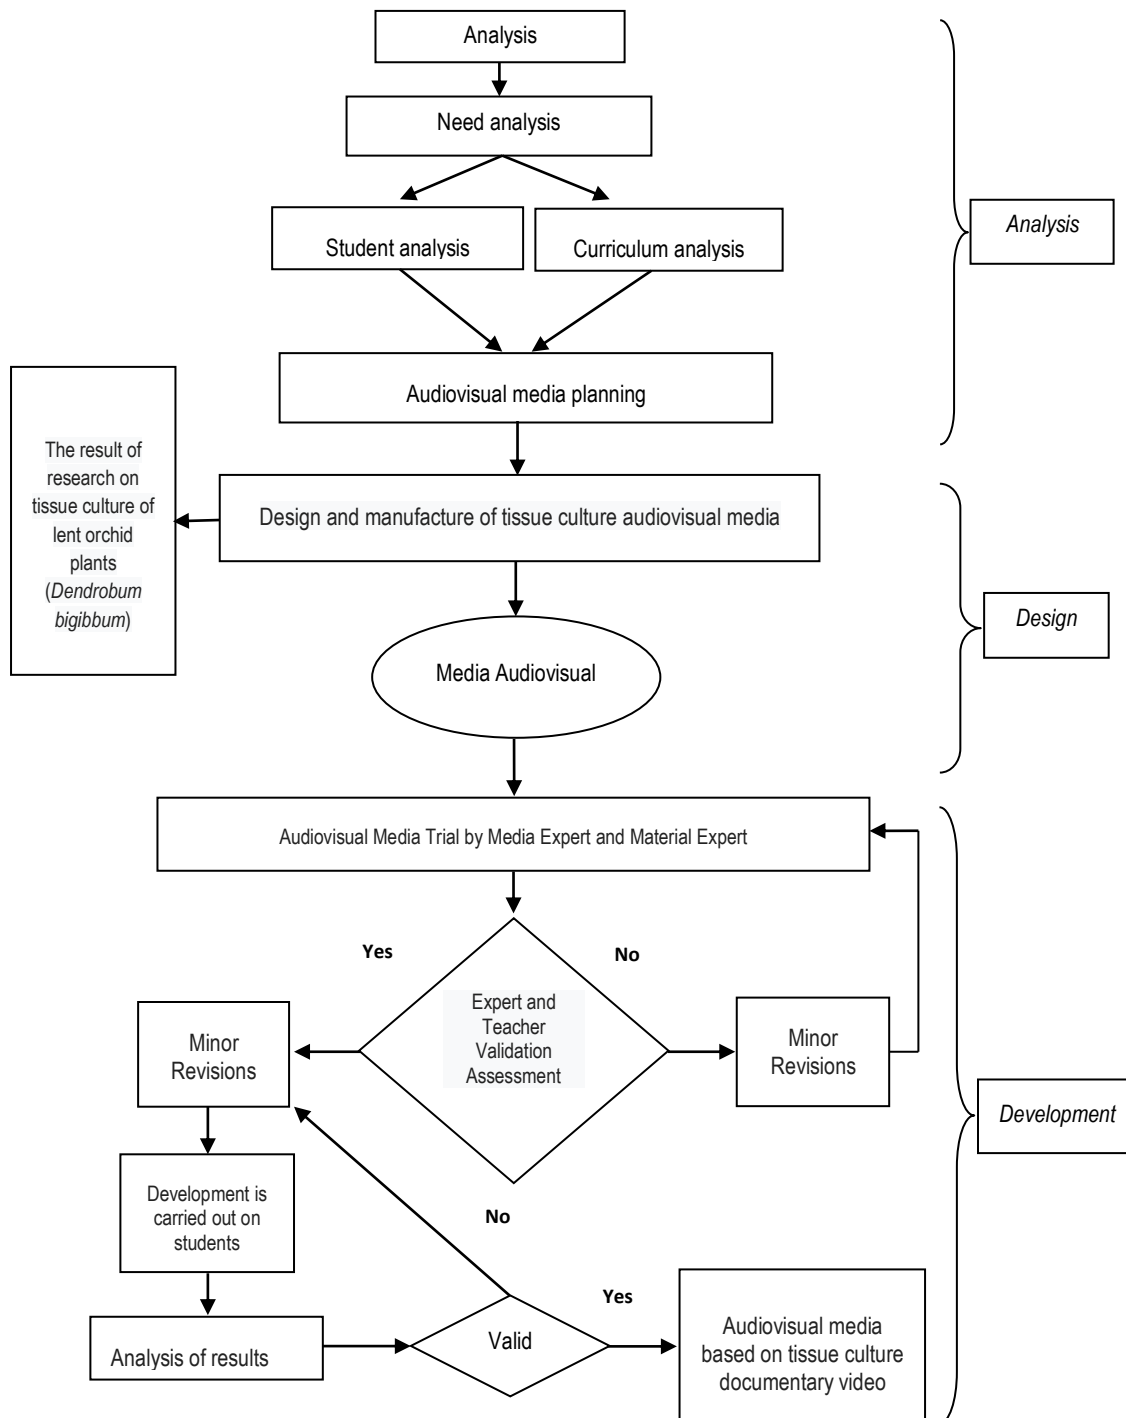 Analysis
Need analysis
Student analysis
Curriculum analysis
Analysis
Audiovisual media planning
The result of
research on
tissue culture of
lent orchid
plants
(Dendrobum
bigibbum)
Design and manufacture of tissue culture audiovisual media
Media Audiovisual
Design
Audiovisual Media Trial by Media Expert and Material Expert
Yes
No
Expert and
Teacher
Validation
Assessment
Minor
Revisions
Minor
Revisions
Development
Development is
carried out on
students
No
Yes
Analysis of results
Valid
Audiovisual media
based on tissue culture
documentary video